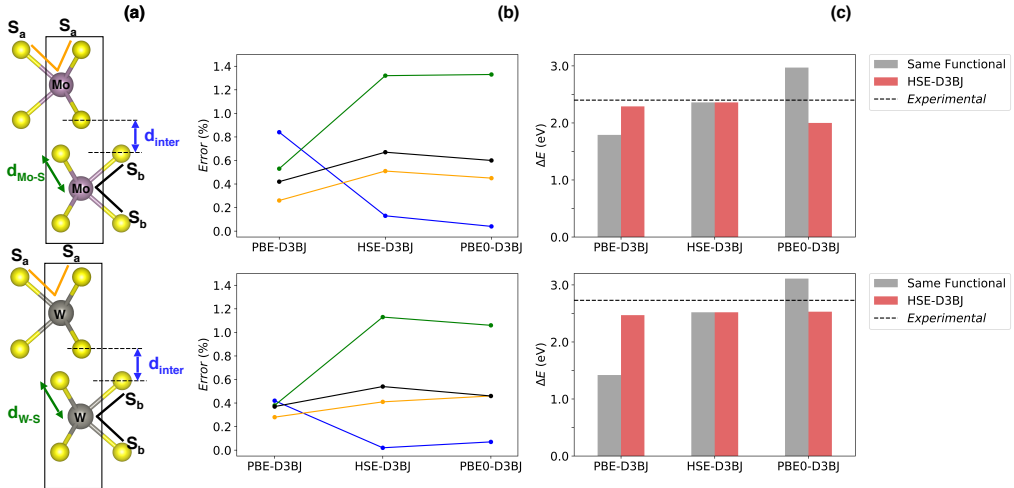 (a)
(b)
(c)
Sa
Sa
Mo
dinter
dMo-S
Mo
Sb
Sb
Sa
Sa
W
dinter
dW-S
W
Sb
Sb
Error (%)
1.4
1.2
1.0
0.8
0.6
0.4
0.2
0.0
PBE-D3BJ
HSE-D3BJ
PBE0-D3BJ
ΔE (eV)
3.0
2.0
1.0
0.0
PBE-D3BJ
HSE-D3BJ
PBE0-D3BJ
Same Functional
HSE-D3BJ
Experimental
Error (%)
1.4
1.2
1.0
0.8
0.6
0.4
0.2
0.0
PBE-D3BJ
HSE-D3BJ
PBE0-D3BJ
ΔE (eV)
3.0
2.0
1.0
0.0
PBE-D3BJ
HSE-D3BJ
PBE0-D3BJ
Same Functional
HSE-D3BJ
Experimental